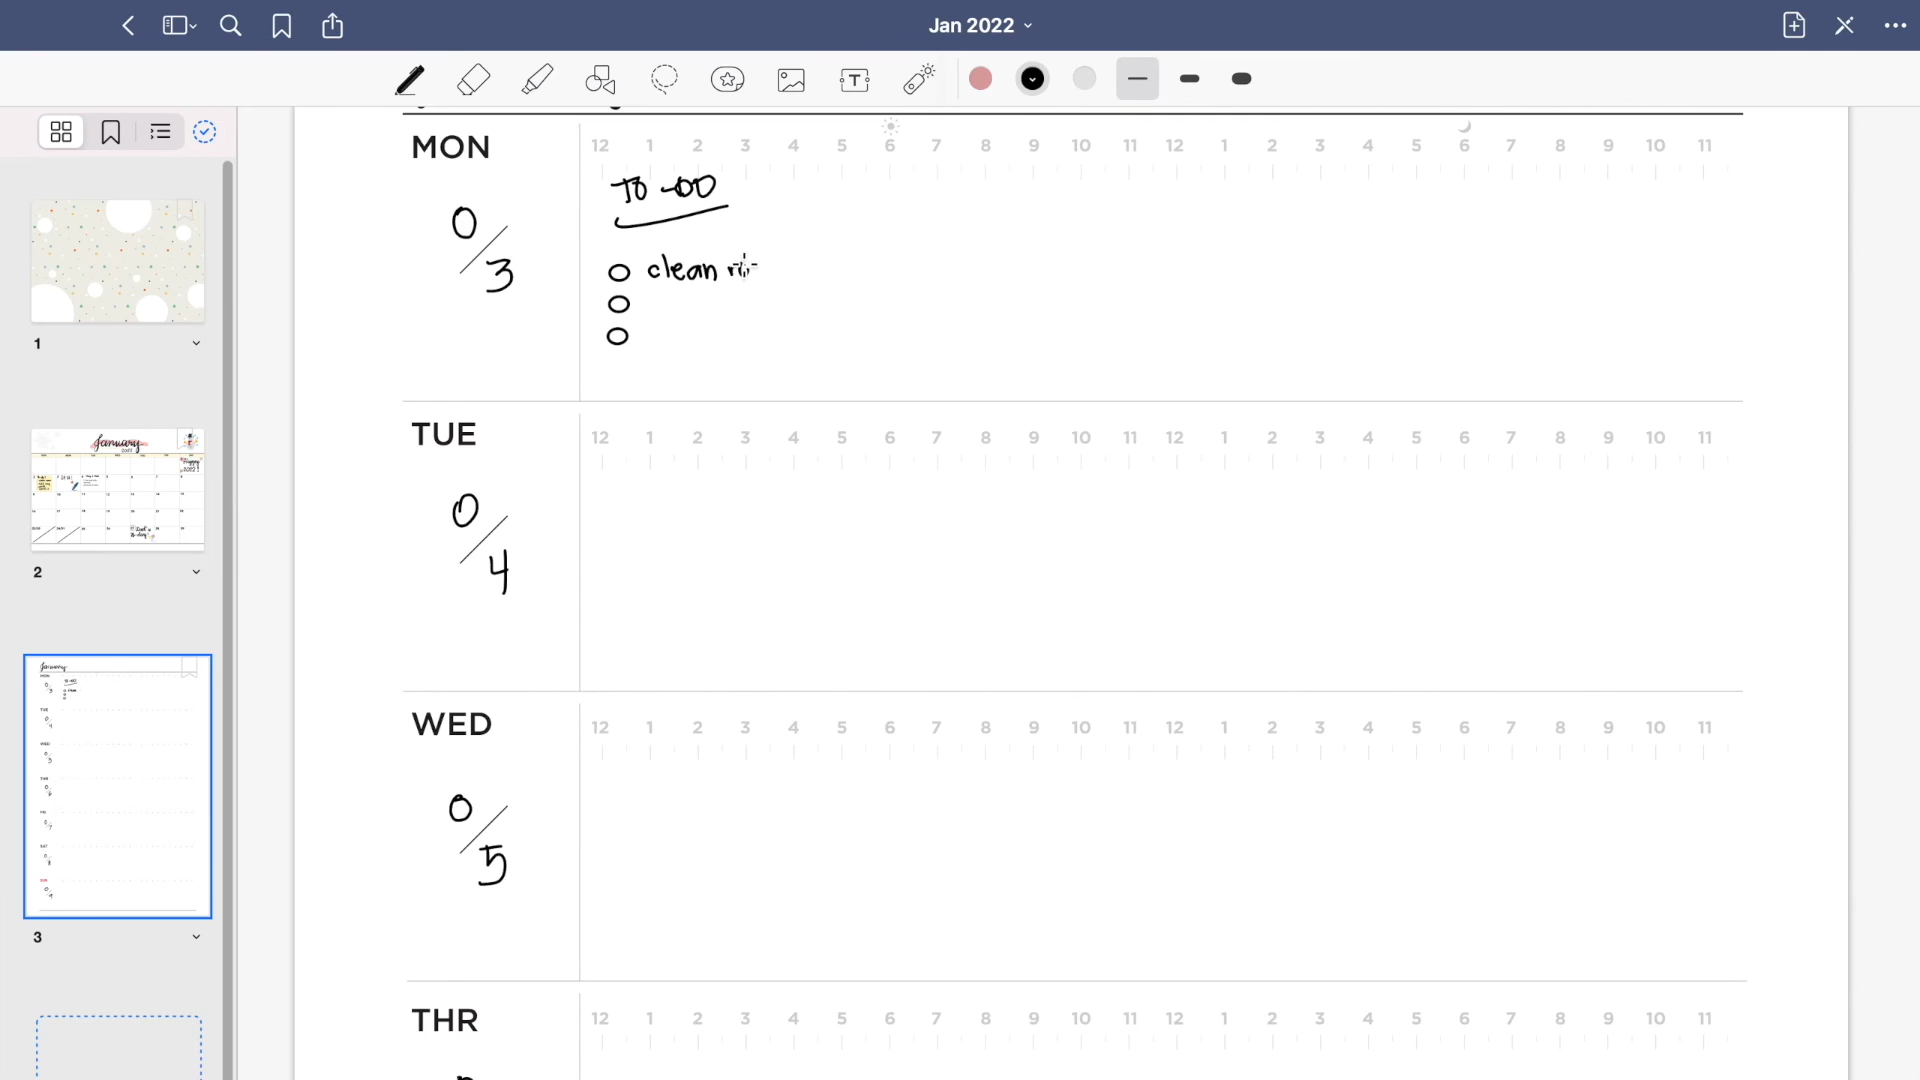 Jan 2022
T
MON
12 1 2 3 4 5 6 7 8 9 10 11 12 1 2 3 4 5 6 7 8 9 10 11
0/3
TO-DO
clean
TUE
12 1 2 3 4 5 6 7 8 9 10 11 12 1 2 3 4 5 6 7 8 9 10 11
0/4
WED
12 1 2 3 4 5 6 7 8 9 10 11 12 1 2 3 4 5 6 7 8 9 10 11
0/5
THR
12 1 2 3 4 5 6 7 8 9 10 11 12 1 2 3 4 5 6 7 8 9 10 11
1
January
2
January
3